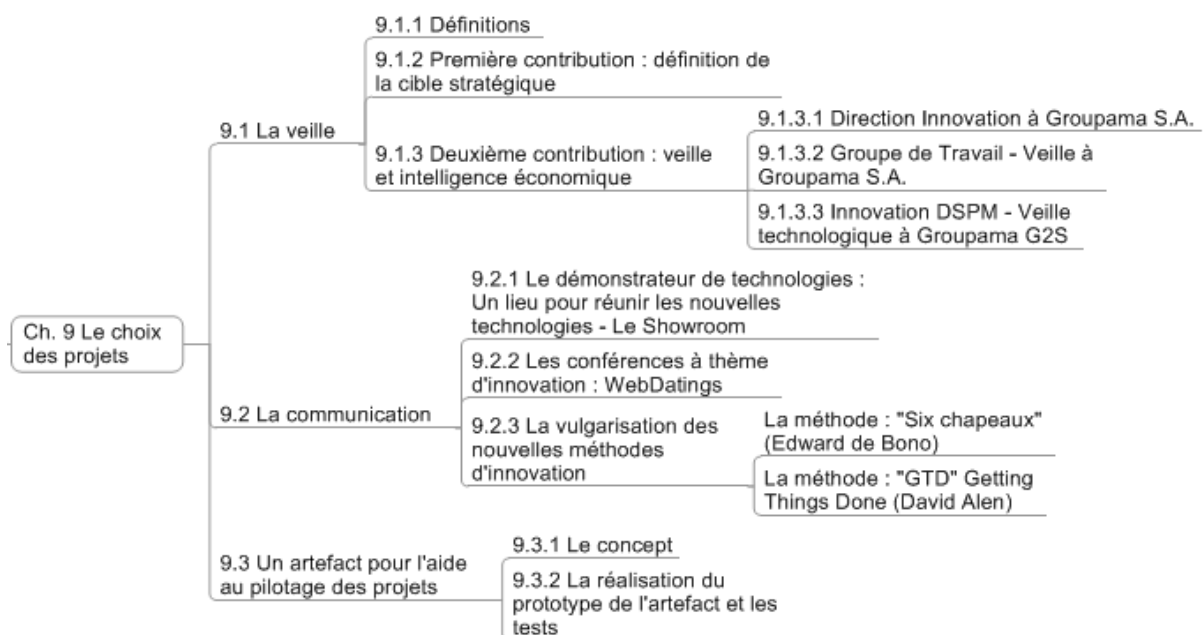 Ch. 9 Le choix
des projets
9.1 La veille
9.1.1 Définitions
9.1.2 Première contribution : définition de
la cible stratégique
9.1.3 Deuxième contribution : veille
et intelligence économique
9.1.3.1 Direction Innovation à Groupama S.A.
9.1.3.2 Groupe de Travail - Veille à
Groupama S.A.
9.1.3.3 Innovation DSPM - Veille
technologique à Groupama G2S
9.2 La communication
9.2.1 Le démonstrateur de technologies :
Un lieu pour réunir les nouvelles
technologies - Le Showroom
9.2.2 Les conférences à thème
d'innovation : WebDatings
9.2.3 La vulgarisation des
nouvelles méthodes
d'innovation
La méthode : "Six chapeaux"
(Edward de Bono)
La méthode : "GTD" Getting
Things Done (David Alen)
9.3 Un artefact pour l'aide
au pilotage des projets
9.3.1 Le concept
9.3.2 La réalisation du
prototype de l'artefact et les
tests